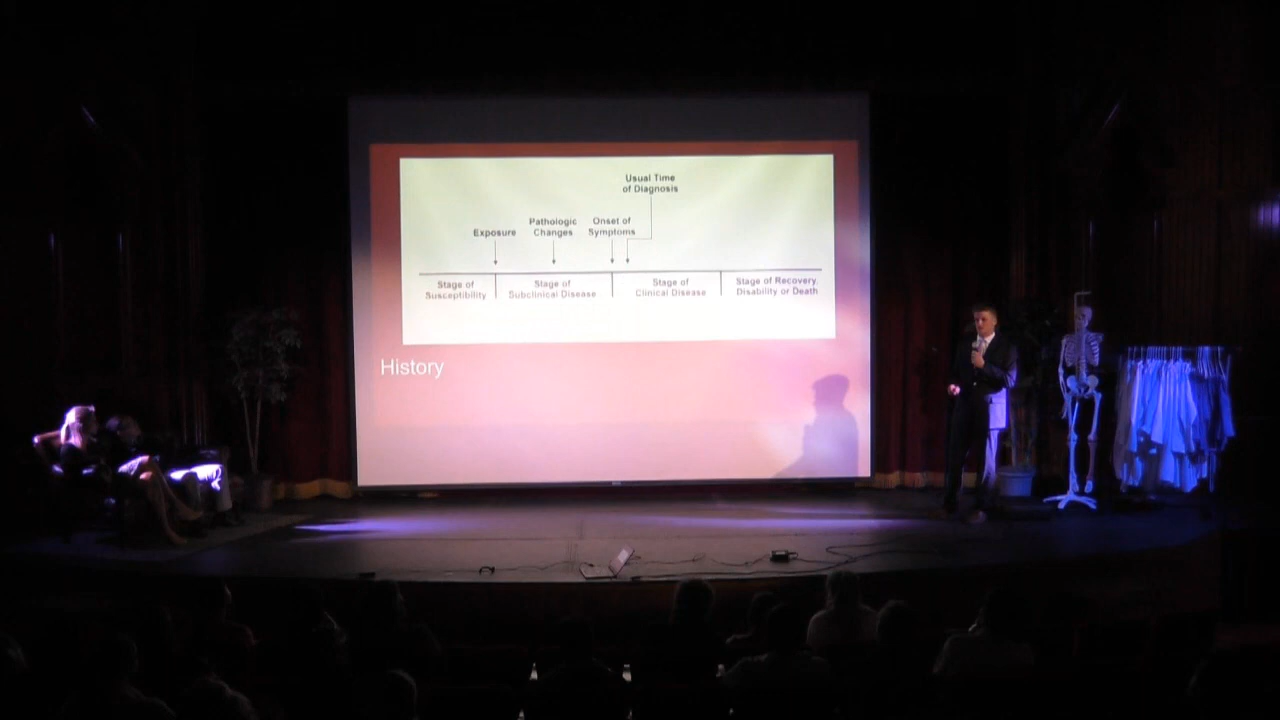 Usual Time
of Diagnosis
Exposure
Pathologic
Changes
Onset of
Symptoms
Stage of
Susceptibility
Stage of
Subclinical Disease
Stage of
Clinical Disease
Stage of Recovery,
Disability or Death
History